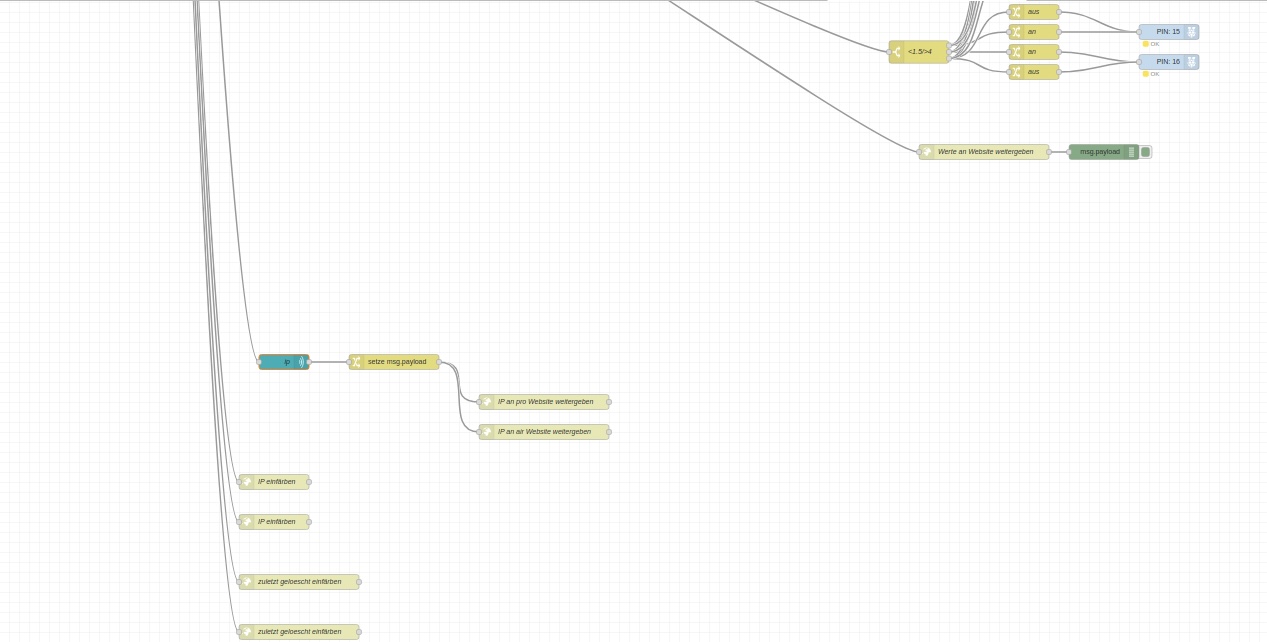 aus
an
PIN: 15
OK
<1.5/>4
an
PIN: 16
aus
OK
Werte an Website weitergeben
msg.payload
ip
setze msg.payload
IP an pro Website weitergeben
IP an air Website weitergeben
IP einfärben
IP einfärben
zuletzt geloescht einfärben
zuletzt geloescht einfärben